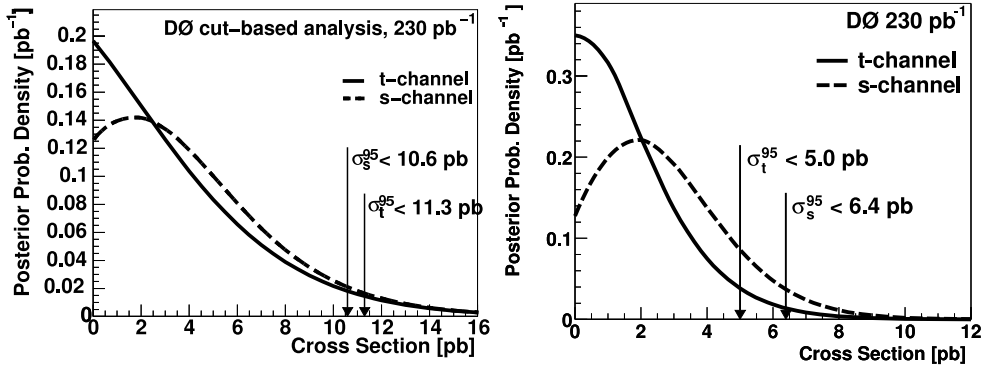 DØ cut−based analysis, 230 pb⁻¹
Posterior Prob. Density [pb⁻¹]
t−channel
s−channel
σ_s^95 < 10.6 pb
σ_t^95 < 11.3 pb
0.2
0.18
0.16
0.14
0.12
0.1
0.08
0.06
0.04
0.02
0
0 2 4 6 8 10 12 14 16
Cross Section [pb]
DØ 230 pb⁻¹
Posterior Prob. Density [pb⁻¹]
t-channel
s-channel
σ_t^95 < 5.0 pb
σ_s^95 < 6.4 pb
0.3
0.2
0.1
0
0 2 4 6 8 10 12
Cross Section [pb]